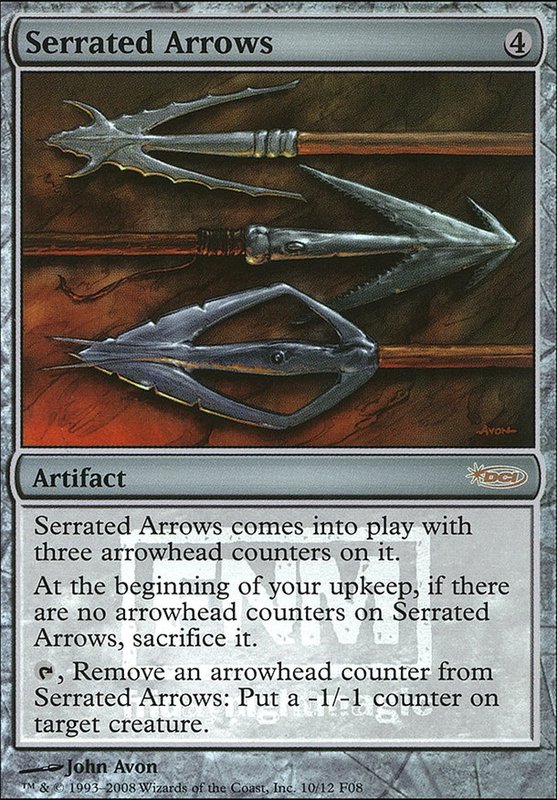 Serrated Arrows 4
AVON
Artifact
DCI
Serrated Arrows comes into play with
three arrowhead counters on it.
At the beginning of your upkeep, if there
are no arrowhead counters on Serrated
Arrows, sacrifice it.
, Remove an arrowhead counter from
Serrated Arrows: Put a -1/-1 counter on
target creature.
FNM
John Avon
™ & © 1993–2008 Wizards of the Coast, Inc. 10/12 F08